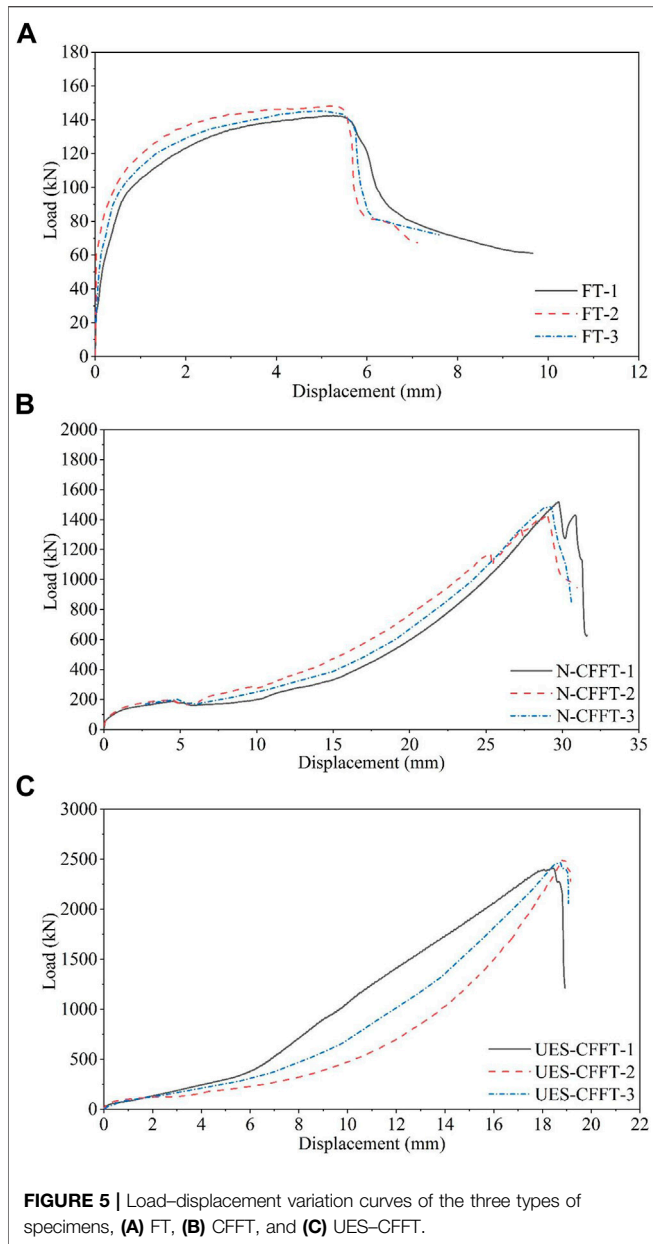 A
180
160
140
120
100
80
60
40
20
0
Load (kN)
FT-1
FT-2
FT-3
0 2 4 6 8 10 12
Displacement (mm)
B
2000
1800
1600
1400
1200
1000
800
600
400
200
0
Load (kN)
N-CFFT-1
N-CFFT-2
N-CFFT-3
0 5 10 15 20 25 30 35
Displacement (mm)
C
3000
2500
2000
1500
1000
500
0
Load (kN)
UES-CFFT-1
UES-CFFT-2
UES-CFFT-3
0 2 4 6 8 10 12 14 16 18 20 22
Displacement (mm)
FIGURE 5 | Load–displacement variation curves of the three types of
specimens, (A) FT, (B) CFFT, and (C) UES–CFFT.